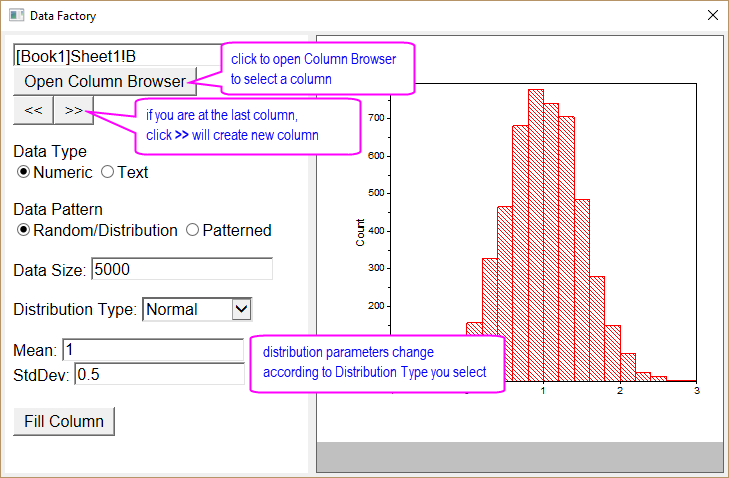 Data Factory
[Book1]Sheet1!B
Open Column Browser
click to open Column Browser
to select a column
<< >>
if you are at the last column,
click >> will create new column
Data Type
Numeric Text
Data Pattern
Random/Distribution Patterned
Data Size: 5000
Distribution Type: Normal
Mean: 1
StdDev: 0.5
distribution parameters change
according to Distribution Type you select
Fill Column
Count
700
600
500
400
300
200
1 2 3